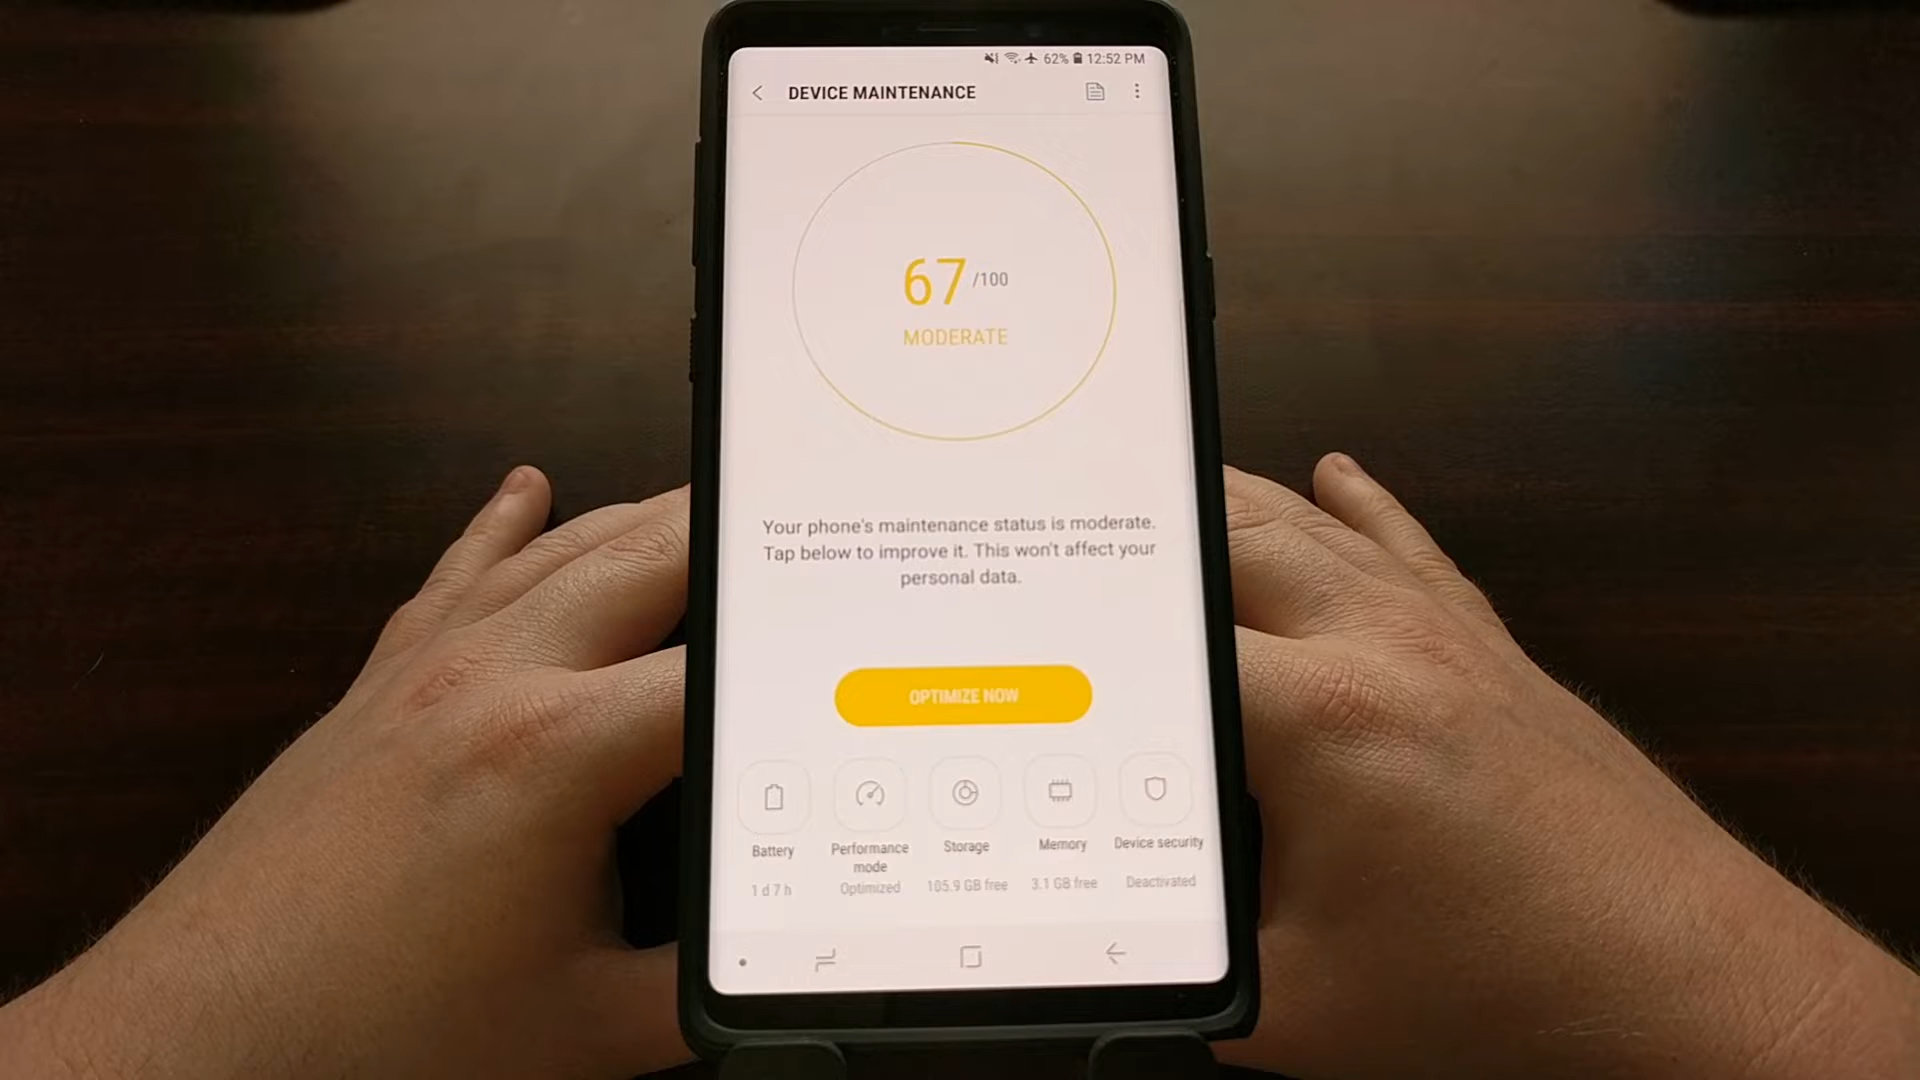 62% 12:52 PM
DEVICE MAINTENANCE
67 /100
MODERATE
Your phone's maintenance status is moderate.
Tap below to improve it. This won't affect your
personal data.
OPTIMIZE NOW
Battery
1 d 7 h
Performance
mode
Optimized
Storage
105.9 GB free
Memory
3.1 GB free
Device security
Deactivated